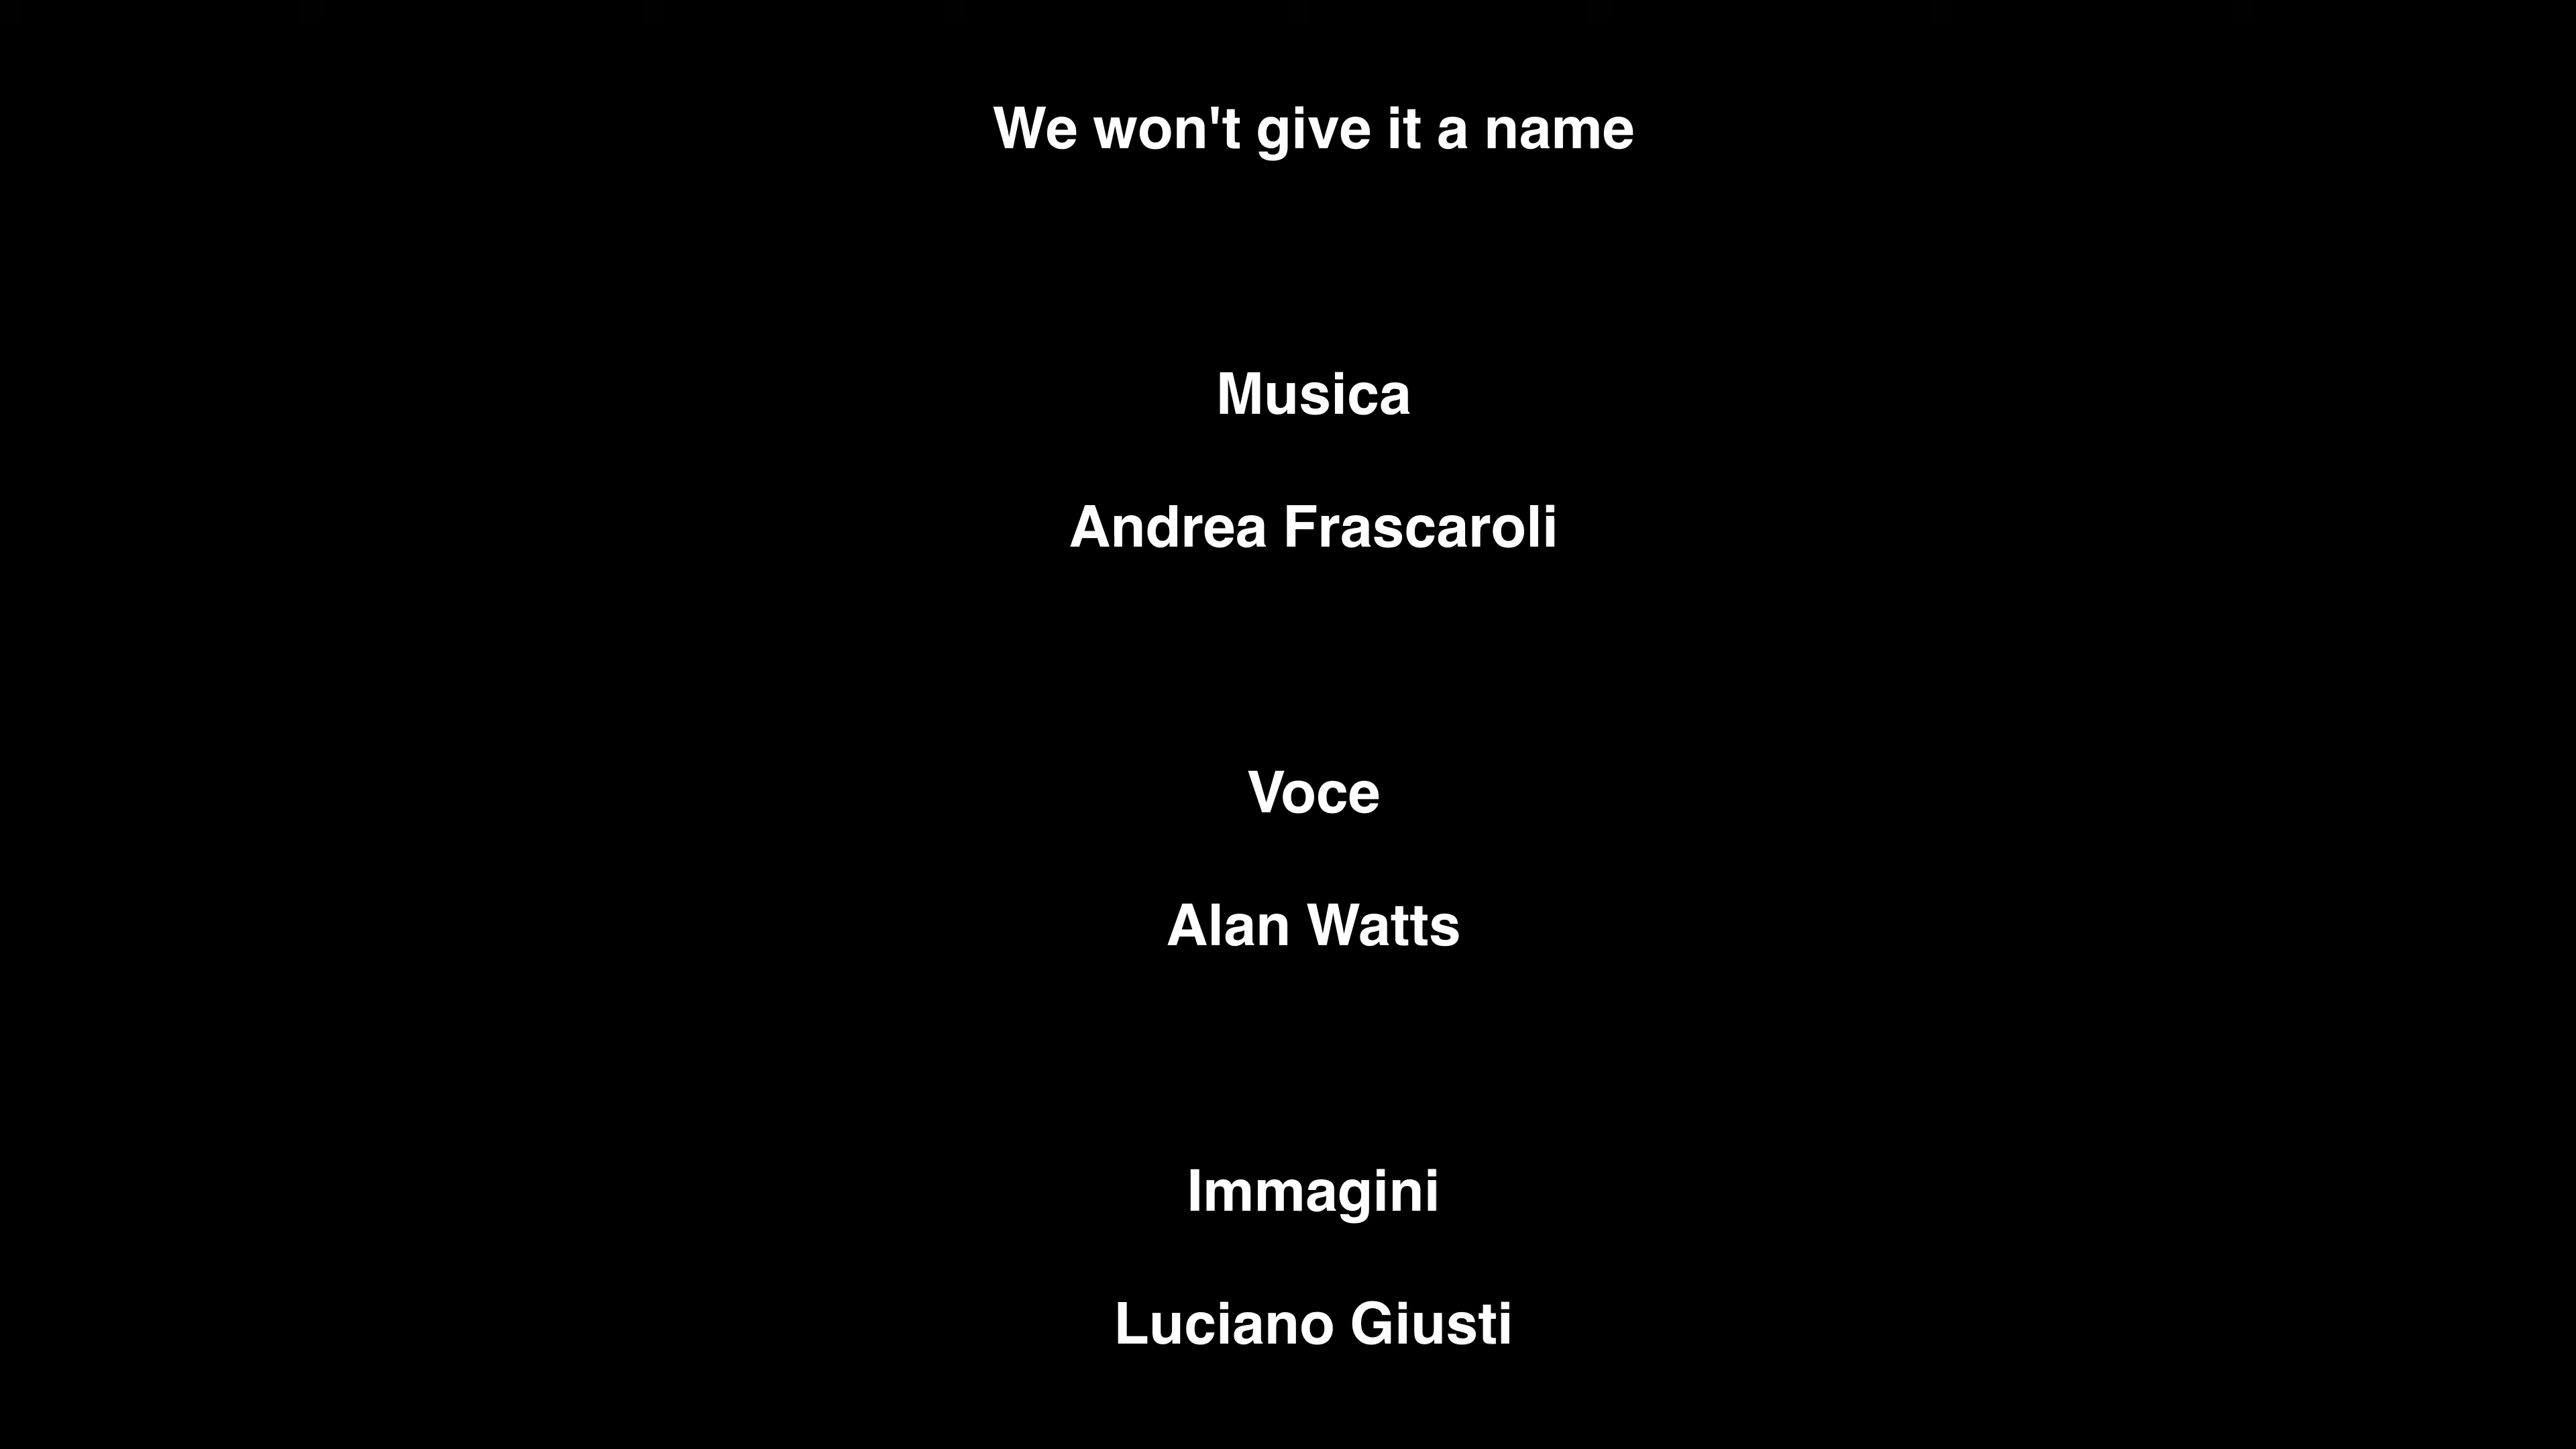 We won't give it a name
Musica
Andrea Frascaroli
Voce
Alan Watts
Immagini
Luciano Giusti